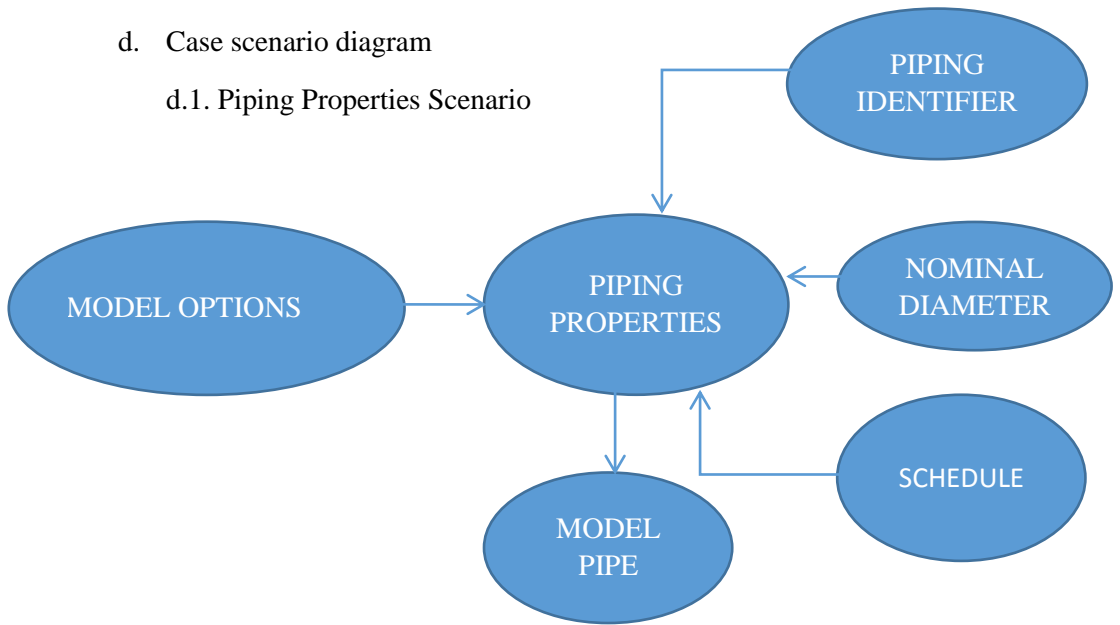 d. Case scenario diagram
d.1. Piping Properties Scenario
PIPING
IDENTIFIER
MODEL OPTIONS
PIPING
PROPERTIES
NOMINAL
DIAMETER
SCHEDULE
MODEL
PIPE